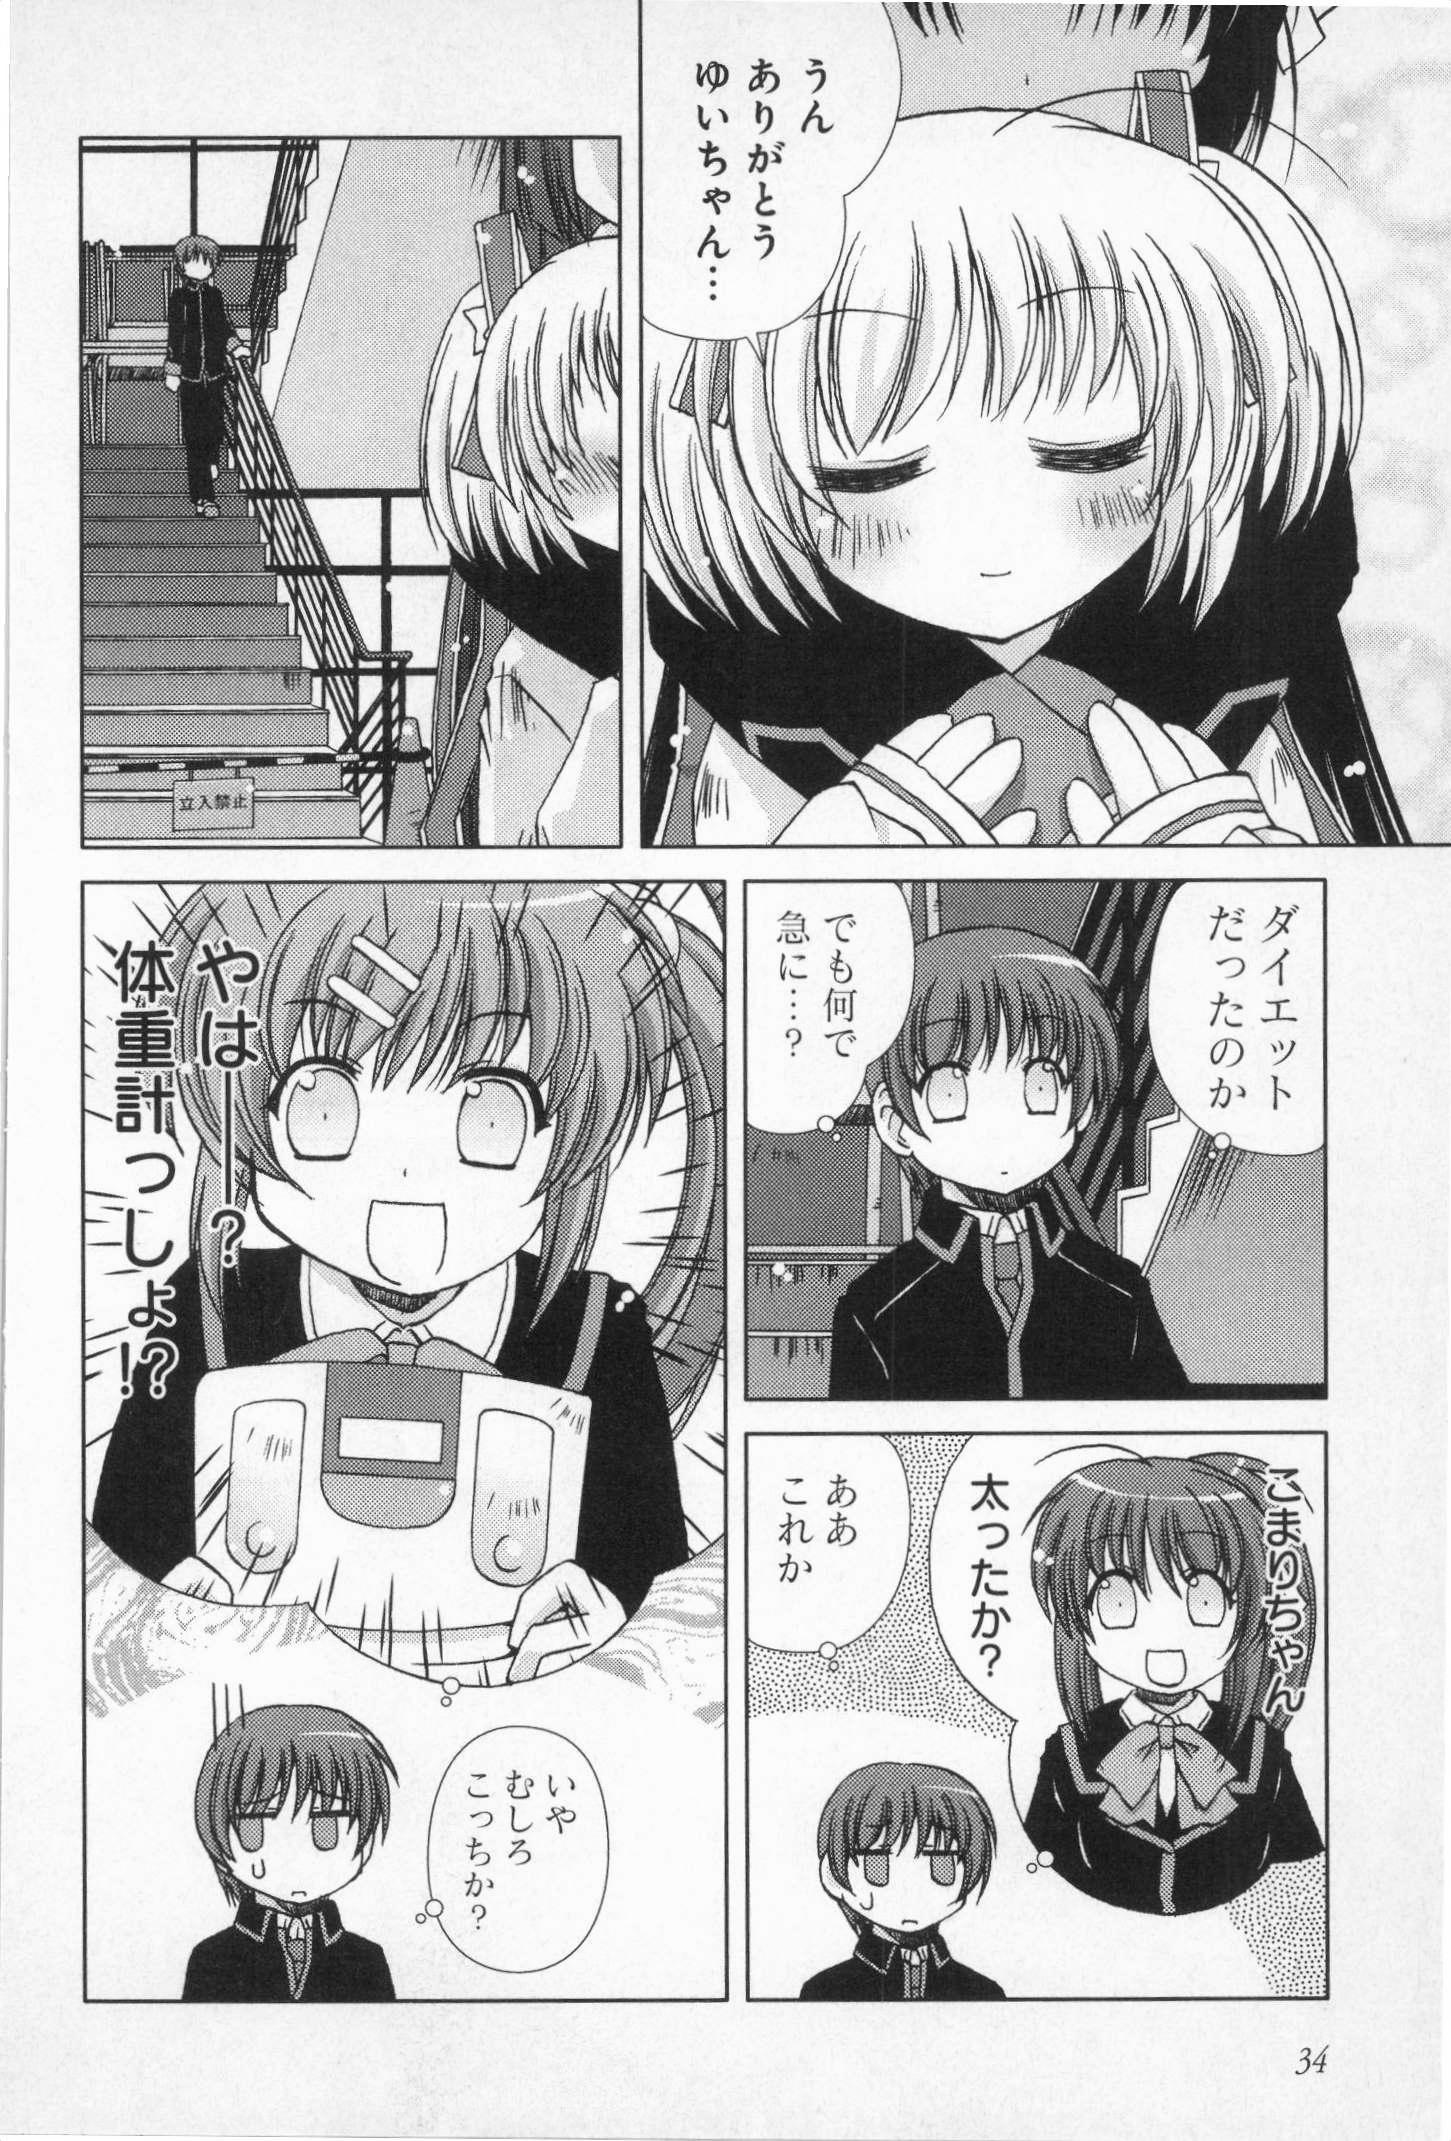 うん
ありがとう
ゆいちゃん…
立入禁止
ダイエット
だったのか
でも何で
急に…？
こまりちゃん
太ったか？
ああ
これか
やはーーー？
体重計っしょ!?
いや
むしろ
こっちか？
34